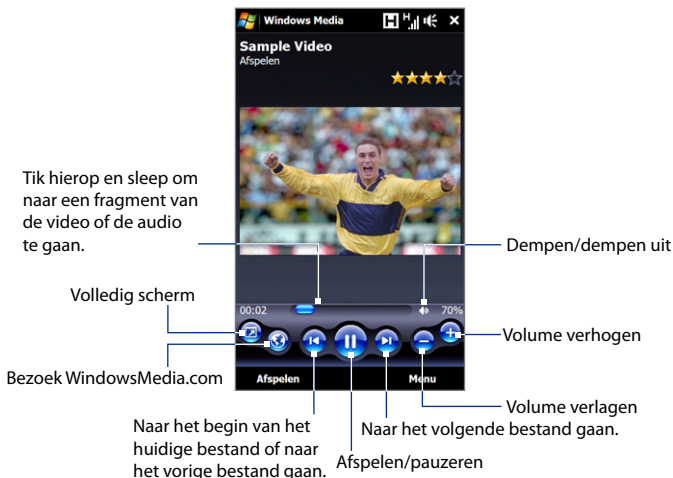 Windows Media
Sample Video
Afspelen
Tik hierop en sleep om
naar een fragment van
de video of de audio
te gaan.
Dempen/dempen uit
Volledig scherm
00:02
70%
Volume verhogen
Bezoek WindowsMedia.com
Afspelen
Menu
Volume verlagen
Naar het begin van het
huidige bestand of naar
het vorige bestand gaan.
Naar het volgende bestand gaan.
Afspelen/pauzeren